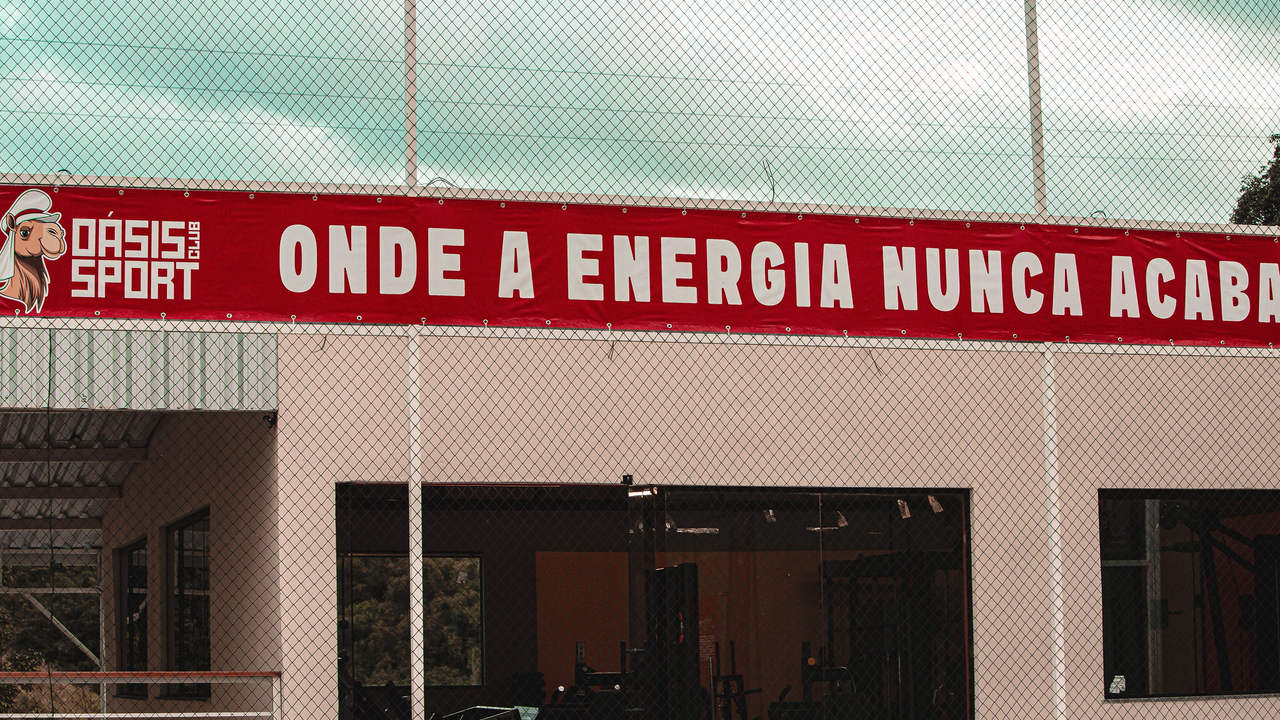 OÁSIS
SPORT
CLUB
ONDE A ENERGIA NUNCA ACABA